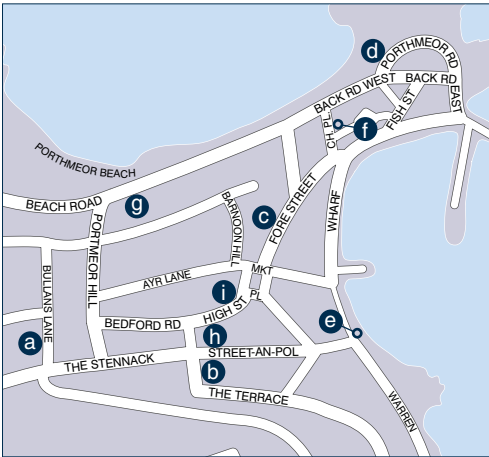 d
PORTHMEOR RD
BACK RD WEST
BACK RD
EAST
FISH ST
CH. PL
f
PORTHMEOR BEACH
BEACH ROAD
g
BARNOON HILL
c
FORE STREET
WHARF
PORTMEOR HILL
BULLANS LANE
AYR LANE
MKT
PL
i
HIGH ST
BEDFORD RD
e
a
h
THE STENNACK
STREET-AN-POL
b
THE TERRACE
WARREN